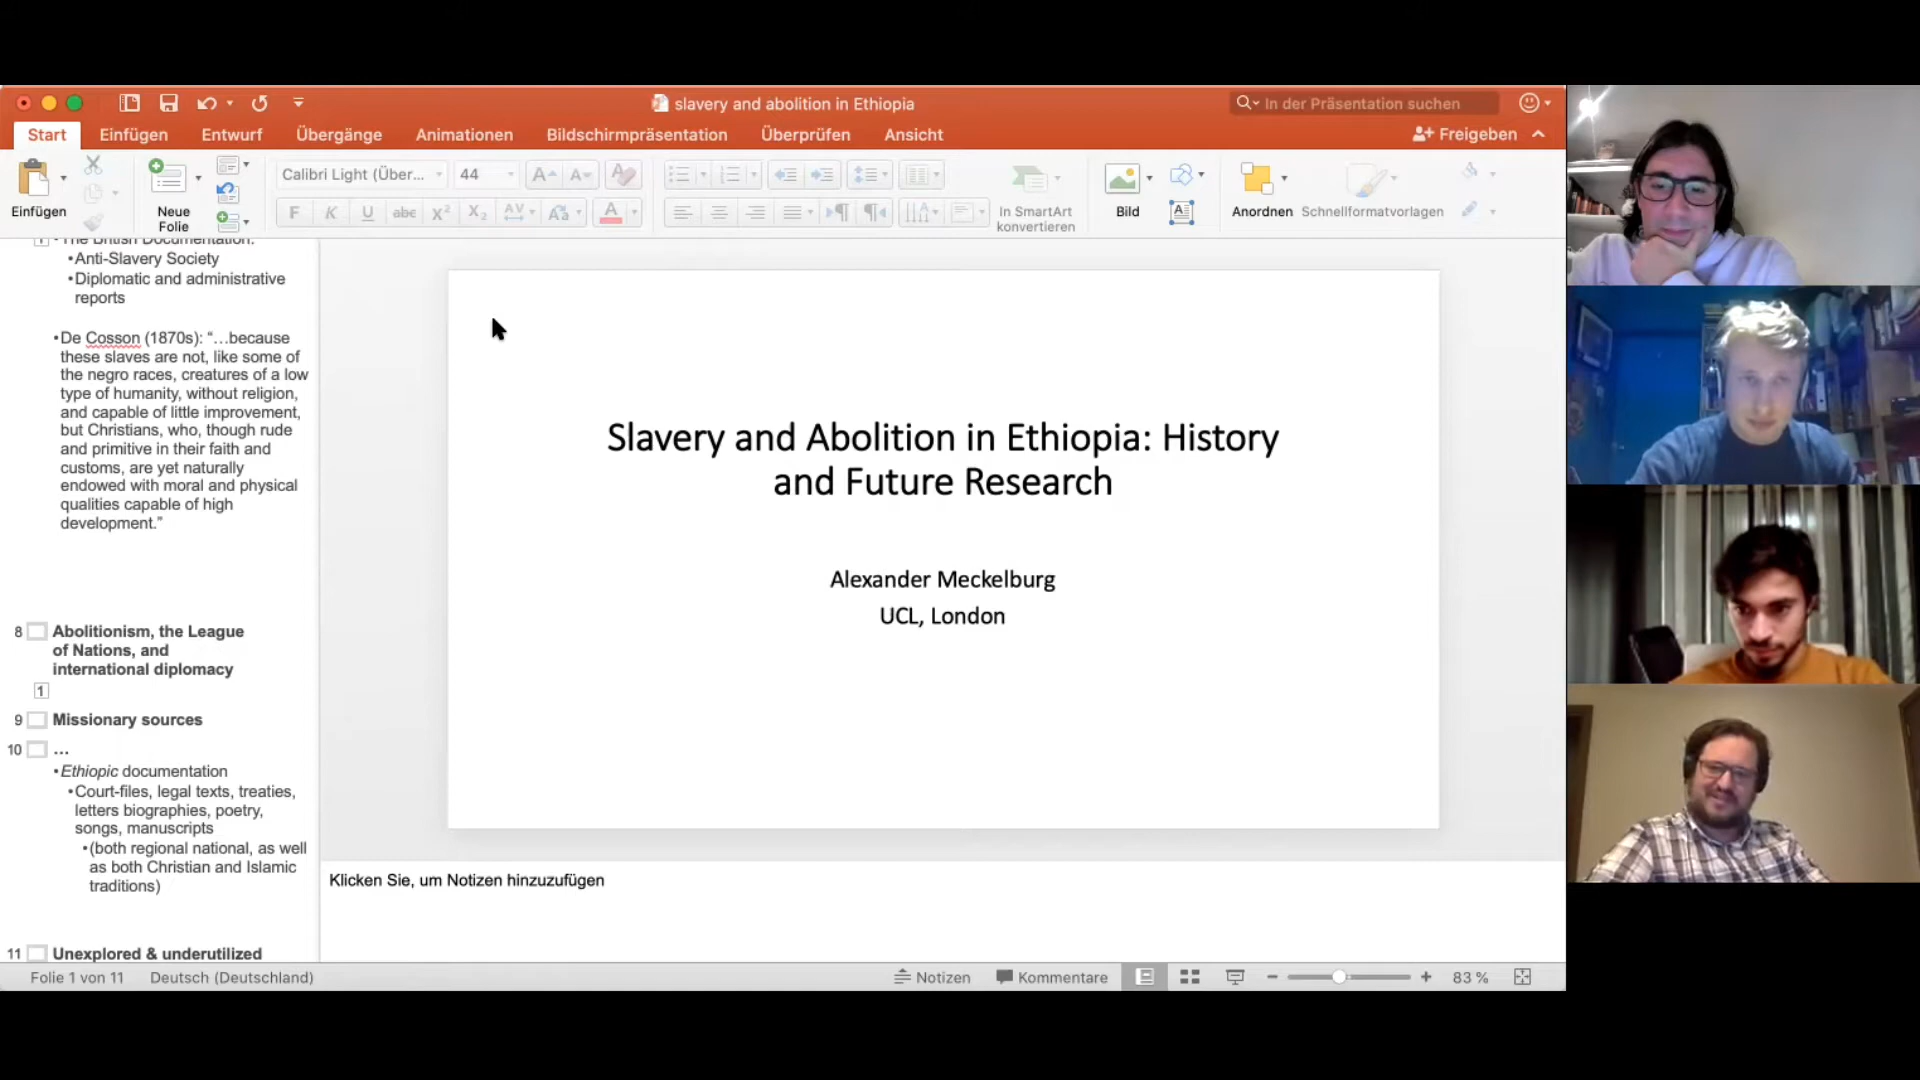 slavery and abolition in Ethiopia
In der Präsentation suchen
Start Einfügen Entwurf Übergänge Animationen Bildschirmpräsentation Überprüfen Ansicht
Freigeben
Einfügen
Neue
Folie
Calibri Light (Über... 44
F K U abc X² X₂ AV Aa A
In SmartArt
konvertieren
Bild
Anordnen
Schnellformatvorlagen
• The British Documentation:
•Anti-Slavery Society
•Diplomatic and administrative
reports
•De Cosson (1870s): “…because
these slaves are not, like some of
the negro races, creatures of a low
type of humanity, without religion,
and capable of little improvement,
but Christians, who, though rude
and primitive in their faith and
customs, are yet naturally
endowed with moral and physical
qualities capable of high
development.”
8 Abolitionism, the League
of Nations, and
international diplomacy
1
9 Missionary sources
10 …
•Ethiopic documentation
•Court-files, legal texts, treaties,
letters biographies, poetry,
songs, manuscripts
•(both regional national, as well
as both Christian and Islamic
traditions)
11 Unexplored & underutilized
Slavery and Abolition in Ethiopia: History
and Future Research
Alexander Meckelburg
UCL, London
Klicken Sie, um Notizen hinzuzufügen
Folie 1 von 11 Deutsch (Deutschland)
Notizen Kommentare 83 %